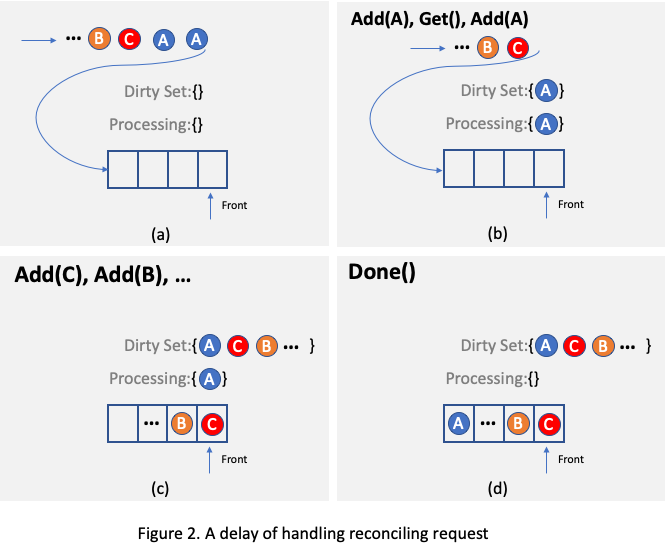 ··· B C A A
Dirty Set:{}
Processing:{}
Front
(a)
Add(A), Get(), Add(A)
··· B C
Dirty Set:{A}
Processing:{A}
Front
(b)
Add(C), Add(B), ...
Dirty Set:{A C B ··· }
Processing:{A}
··· B C
Front
(c)
Done()
Dirty Set:{A C B ··· }
Processing:{}
A ··· B C
Front
(d)
Figure 2. A delay of handling reconciling request